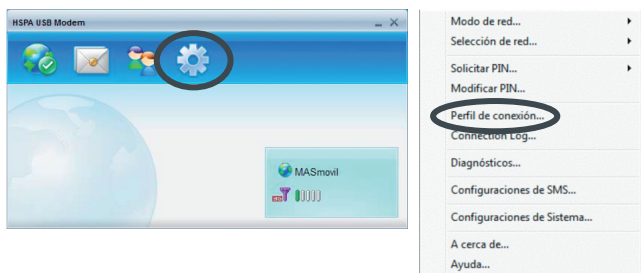 HSPA USB Modem
MASmovil
Modo de red...
Selección de red...
Solicitar PIN...
Modificar PIN...
Perfil de conexión...
Connection Log...
Diagnósticos...
Configuraciones de SMS...
Configuraciones de Sistema...
A cerca de...
Ayuda...